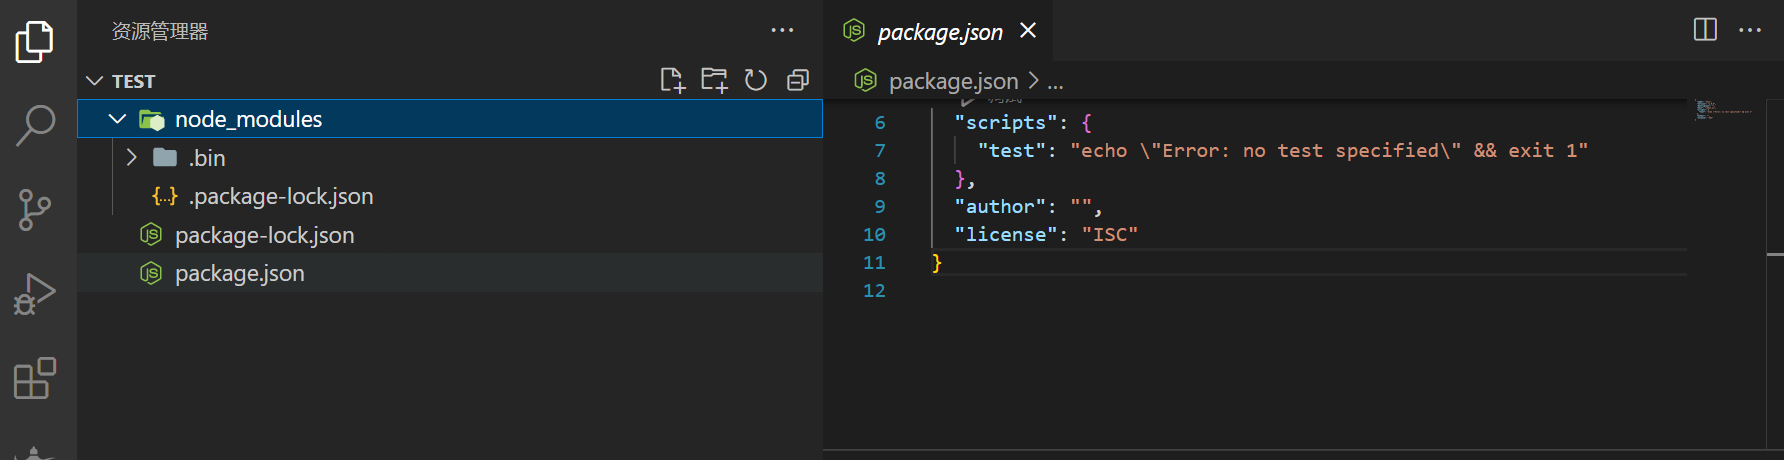 资源管理器
TEST
node_modules
.bin
.package-lock.json
package-lock.json
package.json
package.json
package.json > ...
6 "scripts": {
7 "test": "echo \"Error: no test specified\" && exit 1"
8 },
9 "author": "",
10 "license": "ISC"
11 }
12